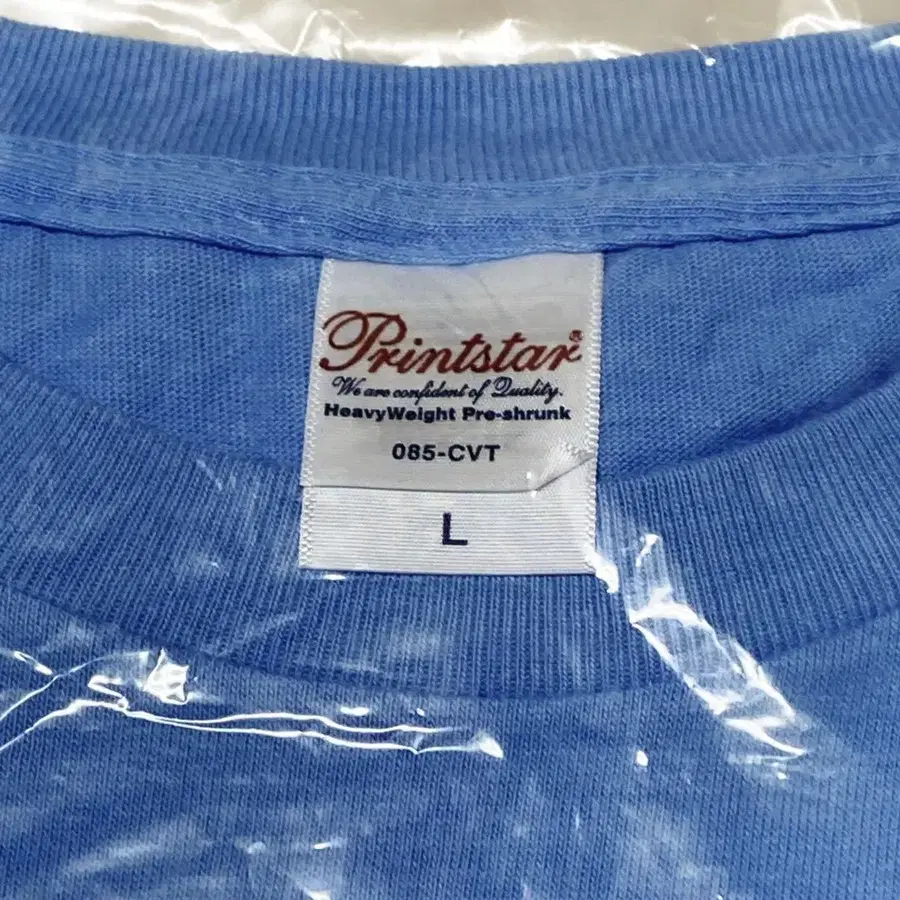 Printstar®
We are confident of Quality.
HeavyWeight Pre-shrunk
085-CVT
L